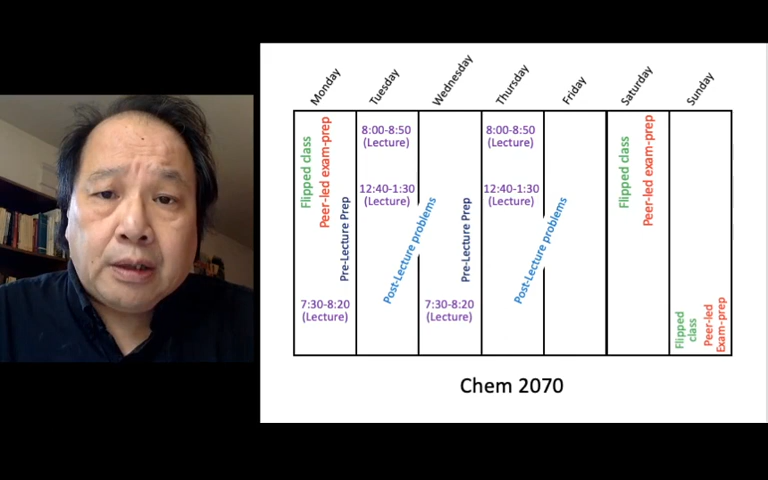 Monday
Tuesday
Wednesday
Thursday
Friday
Saturday
Sunday
Flipped class
Peer-led exam-prep
Pre-Lecture Prep
7:30-8:20
(Lecture)
8:00-8:50
(Lecture)
12:40-1:30
(Lecture)
Post-Lecture problems
Pre-Lecture Prep
7:30-8:20
(Lecture)
8:00-8:50
(Lecture)
12:40-1:30
(Lecture)
Post-Lecture problems
Flipped class
Peer-led exam-prep
Flipped
class
Peer-led
Exam-prep
Chem 2070